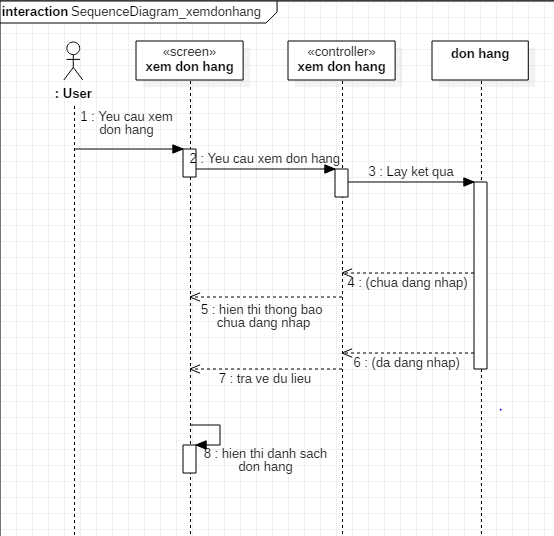 interaction SequenceDiagram_xemdonhang
«screen»
xem don hang
«controller»
xem don hang
don hang
: User
1 : Yeu cau xem
don hang
2 : Yeu cau xem don hang
3 : Lay ket qua
4 : (chua dang nhap)
5 : hien thi thong bao
chua dang nhap
6 : (da dang nhap)
7 : tra ve du lieu
8 : hien thi danh sach
don hang